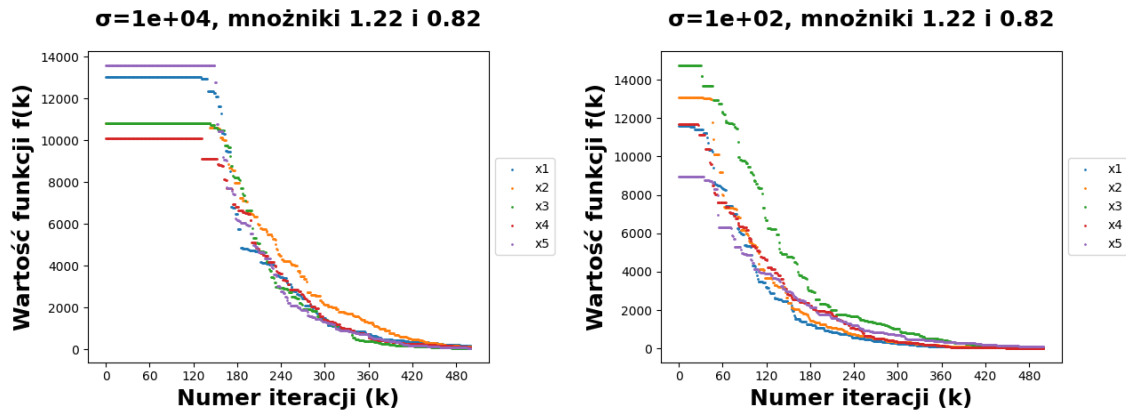 σ=1e+04, mnożniki 1.22 i 0.82
14000
12000
10000
8000
6000
4000
2000
0
Wartość funkcji f(k)
0 60 120 180 240 300 360 420 480
Numer iteracji (k)
x1
x2
x3
x4
x5
σ=1e+02, mnożniki 1.22 i 0.82
14000
12000
10000
8000
6000
4000
2000
0
Wartość funkcji f(k)
0 60 120 180 240 300 360 420 480
Numer iteracji (k)
x1
x2
x3
x4
x5